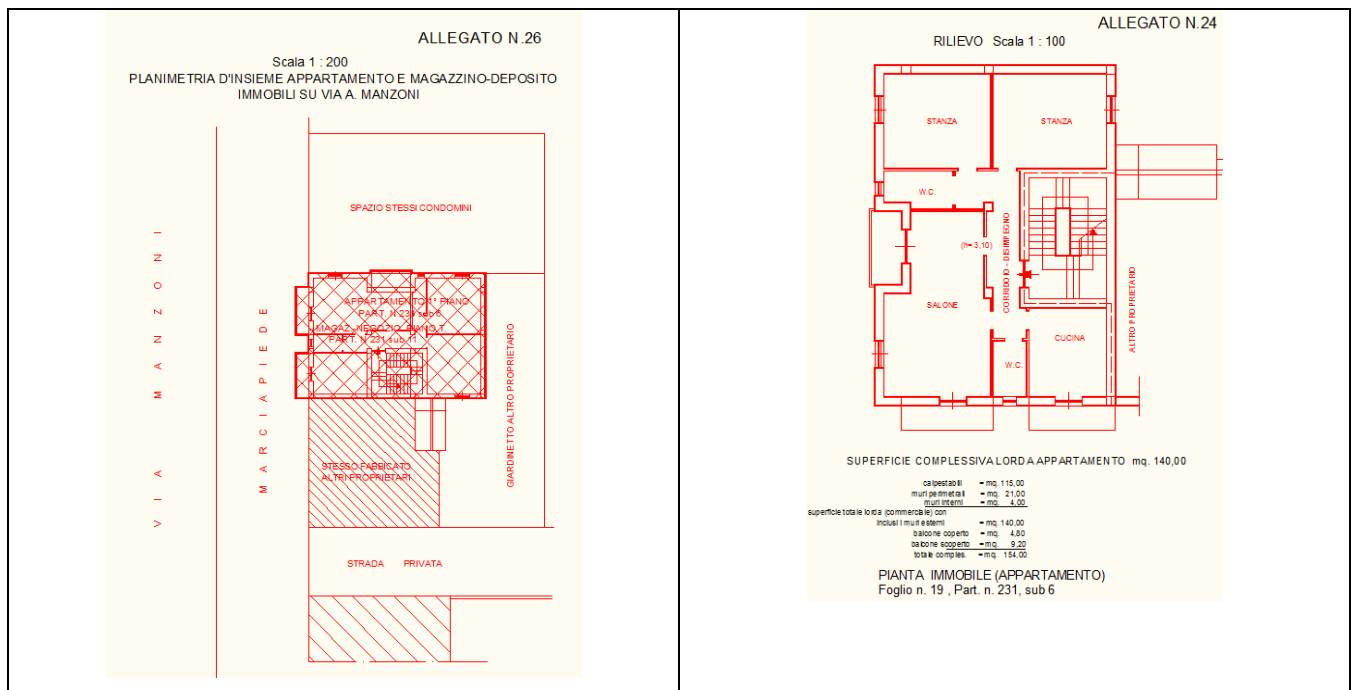 ALLEGATO N.26
Scala 1 : 200
PLANIMETRIA D'INSIEME APPARTAMENTO E MAGAZZINO-DEPOSITO
IMMOBILI SU VIA A. MANZONI
VIA MANZONI
MARCIAPIEDE
SPAZIO STESSI CONDOMINI
APPARTAMENTO 1° PIANO
PART. N 231 sub 6
MAGAZ.-NEGOZIO PIANO T.
PART. N 231 sub 11
GIARDINETTO ALTRO PROPRIETARIO
STESSO FABBRICATO
ALTRI PROPRIETARI
STRADA PRIVATA
ALLEGATO N.24
RILIEVO Scala 1 : 100
STANZA
STANZA
W.C.
(h= 3,10)
CORRIDOIO - DISIMPEGNO
SALONE
CUCINA
W.C.
ALTRO PROPRIETARIO
SUPERFICIE COMPLESSIVA LORDA APPARTAMENTO mq. 140,00
calpestabili = mq. 115,00
muri perimetrali = mq. 21,00
muri interni = mq. 4,00
superficie totale lorda (commerciale) con
inclusi i muri esterni = mq. 140,00
balcone coperto = mq. 4,80
balcone scoperto = mq. 9,20
totale comples. = mq. 154,00
PIANTA IMMOBILE (APPARTAMENTO)
Foglio n. 19 , Part. n. 231, sub 6